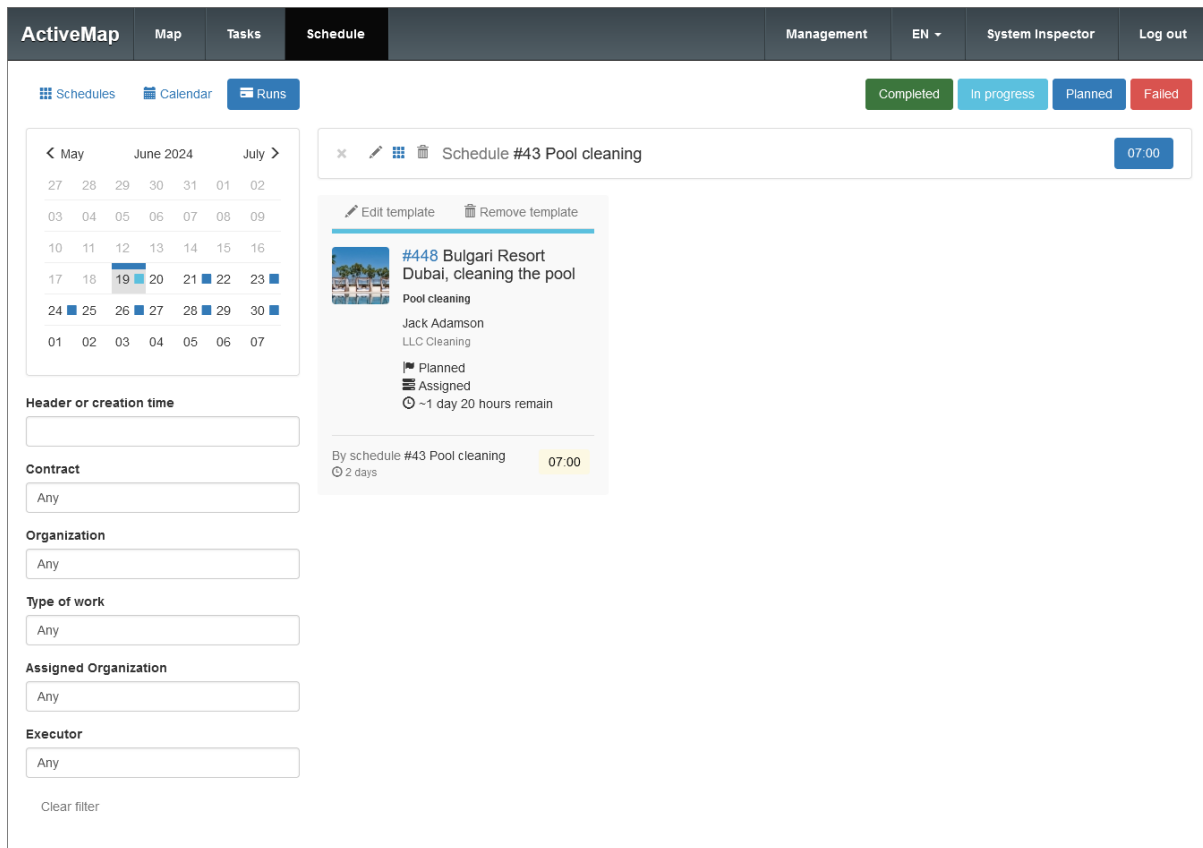 ActiveMap Map Tasks Schedule Management EN System Inspector Log out
Schedules Calendar Runs Completed In progress Planned Failed
May June 2024 July
27 28 29 30 31 01 02
03 04 05 06 07 08 09
10 11 12 13 14 15 16
17 18 19 20 21 22 23
24 25 26 27 28 29 30
01 02 03 04 05 06 07
Header or creation time
Contract
Any
Organization
Any
Type of work
Any
Assigned Organization
Any
Executor
Any
Clear filter
Schedule #43 Pool cleaning 07:00
Edit template Remove template
#448 Bulgari Resort
Dubai, cleaning the pool
Pool cleaning
Jack Adamson
LLC Cleaning
Planned
Assigned
~1 day 20 hours remain
By schedule #43 Pool cleaning 07:00
2 days